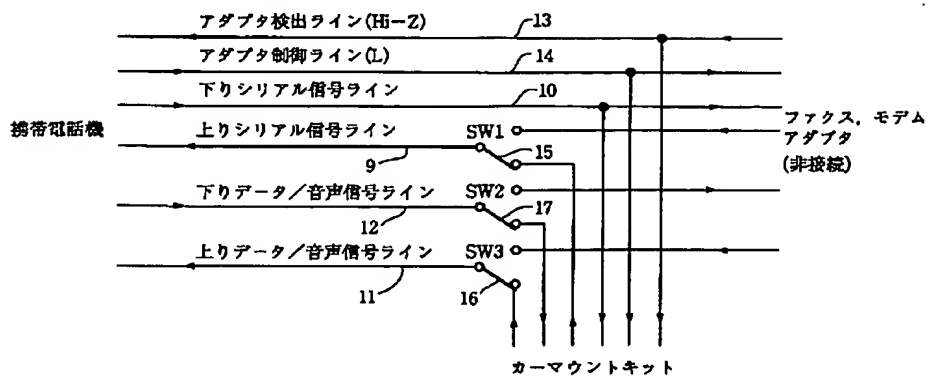 アダプタ検出ライン(Hi-Z)
13
アダプタ制御ライン(L)
14
下りシリアル信号ライン
10
携帯電話機
上りシリアル信号ライン
9
SW1
15
ファクス,モデム
アダプタ
(非接続)
下りデータ/音声信号ライン
12
SW2
17
上りデータ/音声信号ライン
11
SW3
16
カーマウントキット